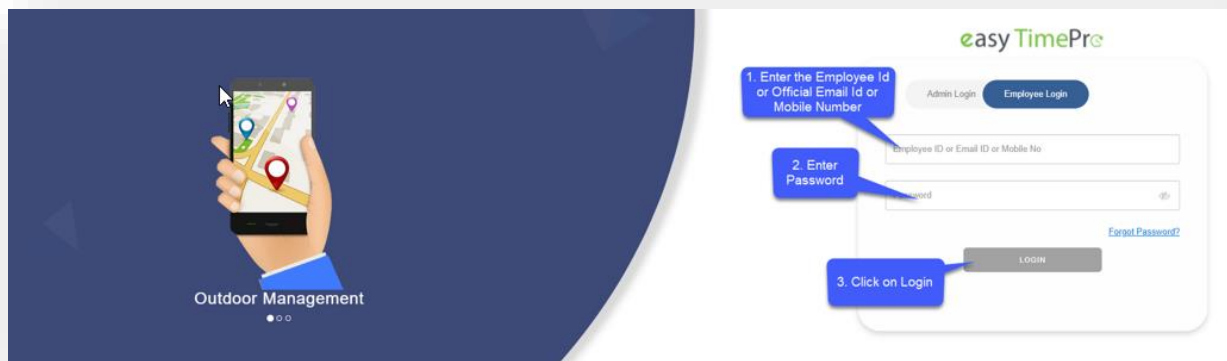 easy TimePro
1. Enter the Employee Id
or Official Email Id or
Mobile Number
Admin Login
Employee Login
Employee ID or Email ID or Mobile No
2. Enter
Password
Password
Forgot Password?
LOGIN
3. Click on Login
Outdoor Management